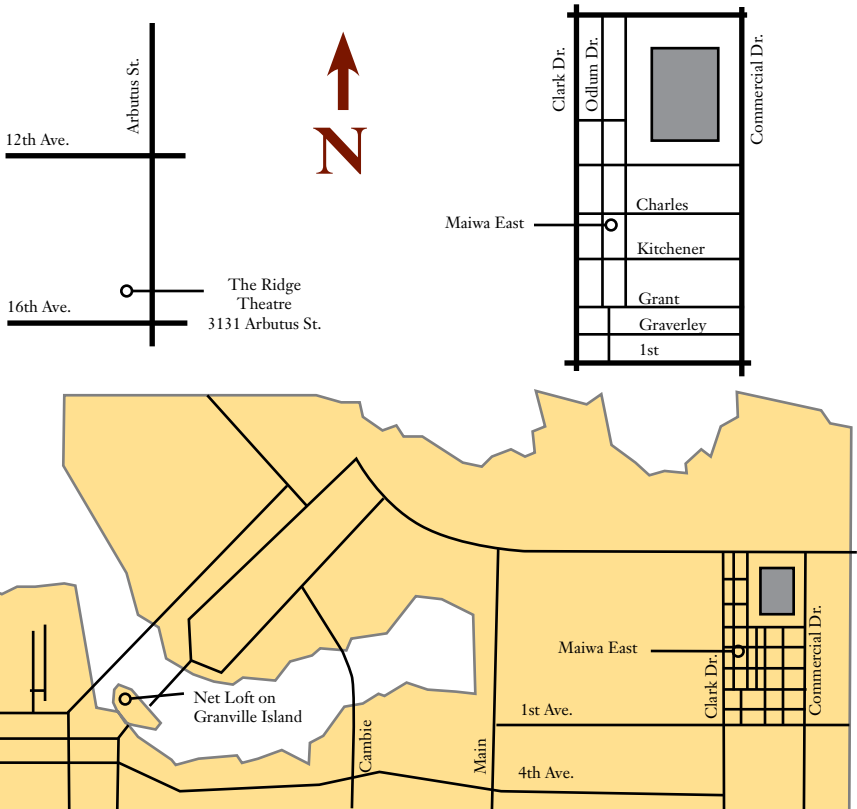 Arbutus St.
12th Ave.
16th Ave.
The Ridge
Theatre
3131 Arbutus St.
N
Clark Dr.
Odlum Dr.
Commercial Dr.
Charles
Maiwa East
Kitchener
Grant
Graverley
1st
Net Loft on
Granville Island
Cambie
Main
1st Ave.
4th Ave.
Maiwa East
Clark Dr.
Commercial Dr.